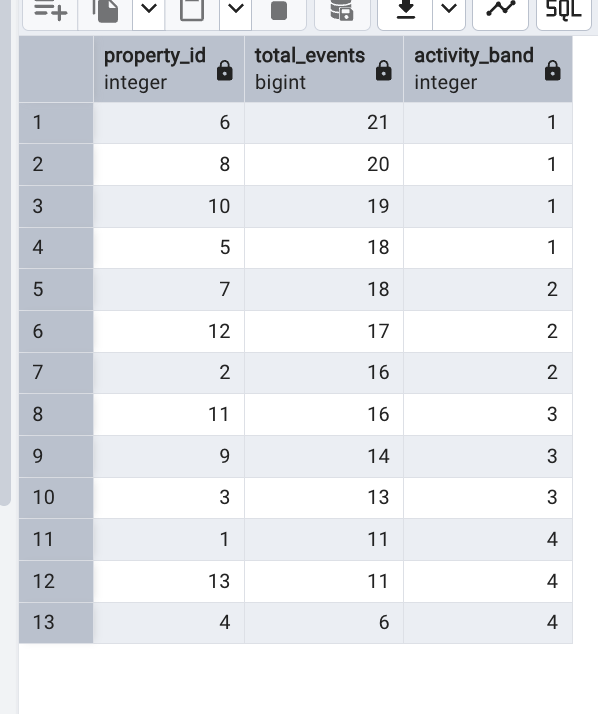 SQL
property_id total_events activity_band
integer bigint integer
1 6 21 1
2 8 20 1
3 10 19 1
4 5 18 1
5 7 18 2
6 12 17 2
7 2 16 2
8 11 16 3
9 9 14 3
10 3 13 3
11 1 11 4
12 13 11 4
13 4 6 4